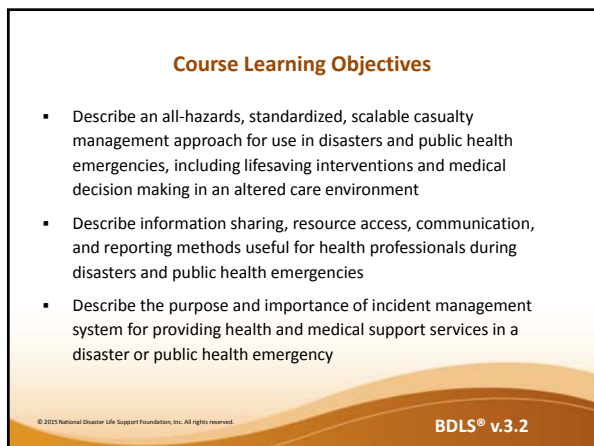 Course Learning Objectives
▪ Describe an all-hazards, standardized, scalable casualty
management approach for use in disasters and public health
emergencies, including lifesaving interventions and medical
decision making in an altered care environment
▪ Describe information sharing, resource access, communication,
and reporting methods useful for health professionals during
disasters and public health emergencies
▪ Describe the purpose and importance of incident management
system for providing health and medical support services in a
disaster or public health emergency
© 2015 National Disaster Life Support Foundation, Inc. All rights reserved.
BDLS® v.3.2